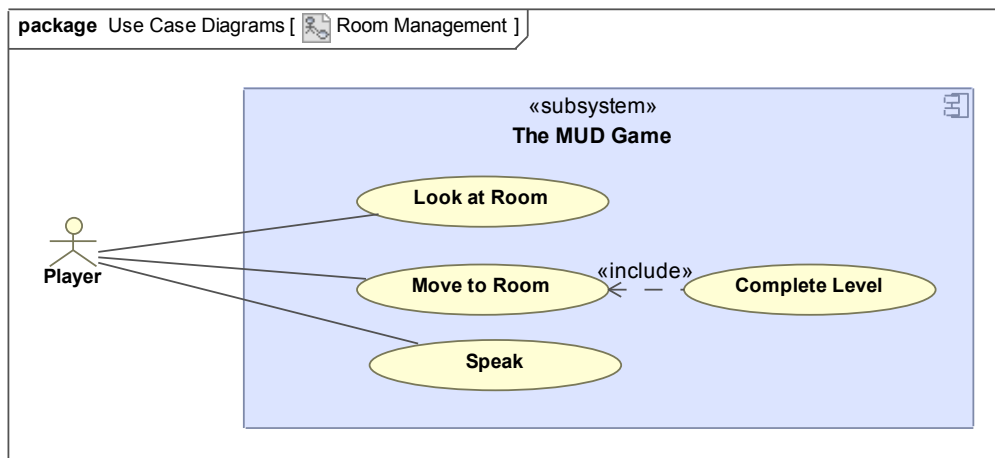 package Use Case Diagrams [ Room Management ]
«subsystem»
The MUD Game
Look at Room
Player
Move to Room
«include»
Complete Level
Speak